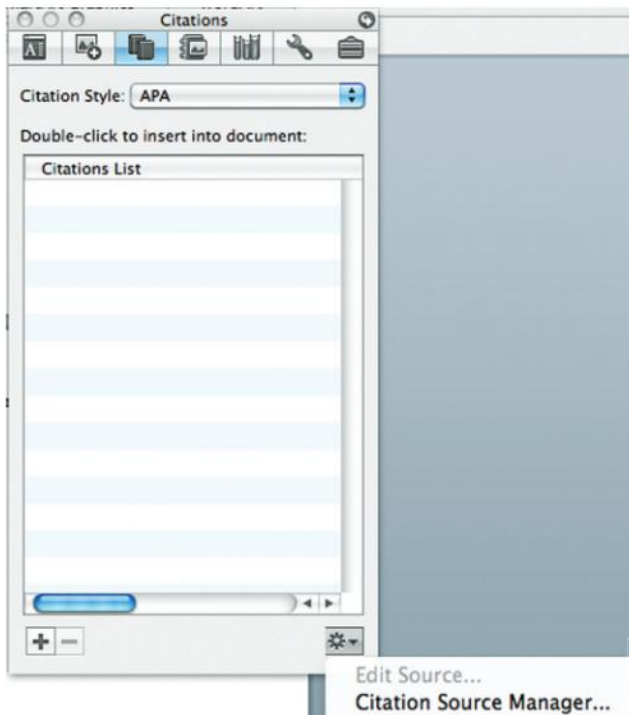 Citations
Citation Style: APA
Double-click to insert into document:
Citations List
Edit Source...
Citation Source Manager...